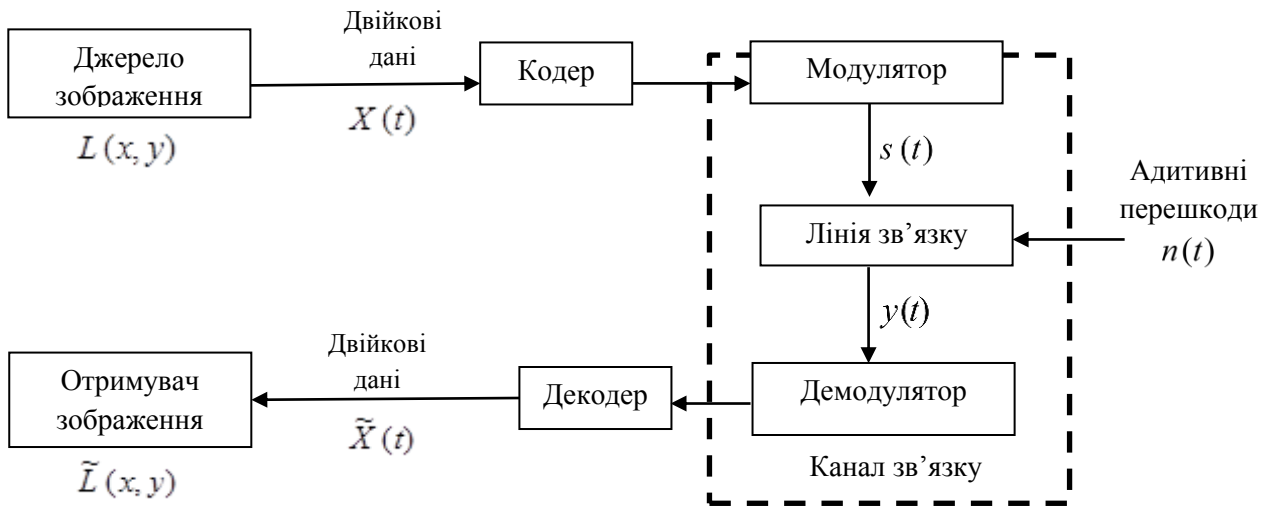 Джерело
зображення
L (x, y)
Двійкові
дані
X (t)
Кодер
Модулятор
s (t)
Лінія зв’язку
Адитивні
перешкоди
n(t)
y(t)
Демодулятор
Канал зв’язку
Декодер
Двійкові
дані
X̃ (t)
Отримувач
зображення
L̃ (x, y)